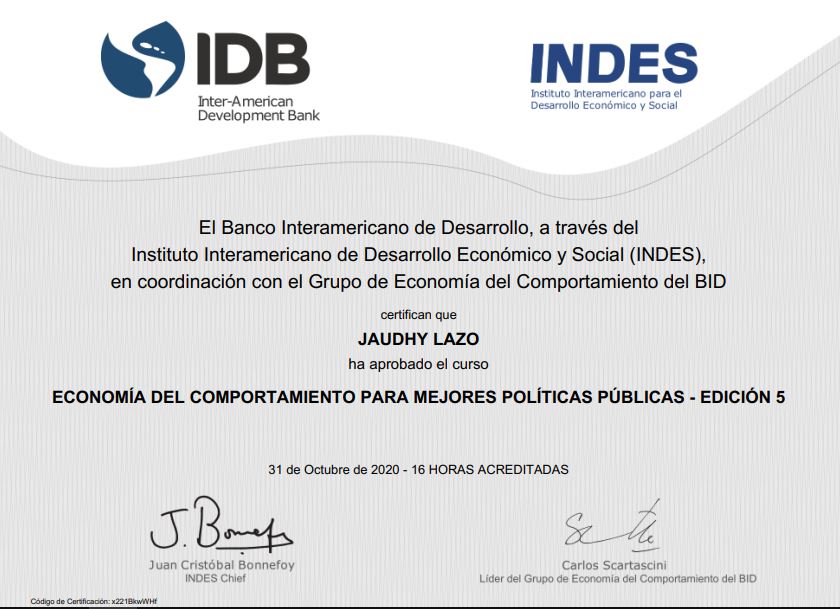 IDB
Inter-American
Development Bank
INDES
Instituto Interamericano para el
Desarrollo Económico y Social
El Banco Interamericano de Desarrollo, a través del
Instituto Interamericano de Desarrollo Económico y Social (INDES),
en coordinación con el Grupo de Economía del Comportamiento del BID
certifican que
JAUDHY LAZO
ha aprobado el curso
ECONOMÍA DEL COMPORTAMIENTO PARA MEJORES POLÍTICAS PÚBLICAS - EDICIÓN 5
31 de Octubre de 2020 - 16 HORAS ACREDITADAS
J. Bonnefoy
Juan Cristóbal Bonnefoy
INDES Chief
Carlos Scartascini
Líder del Grupo de Economía del Comportamiento del BID
Código de Certificación: x221BkwWHf